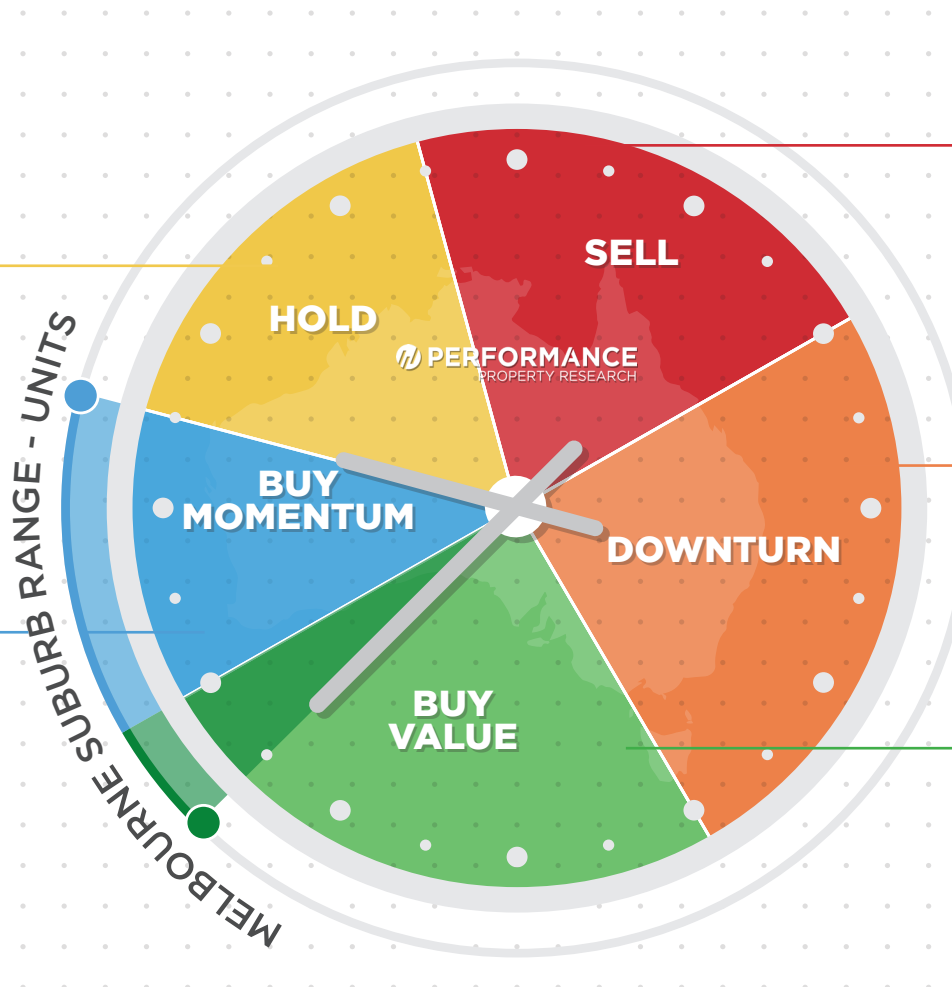 SELL
HOLD
PERFORMANCE
PROPERTY RESEARCH
BUY
MOMENTUM
DOWNTURN
BUY
VALUE
MELBOURNE SUBURB RANGE - UNITS